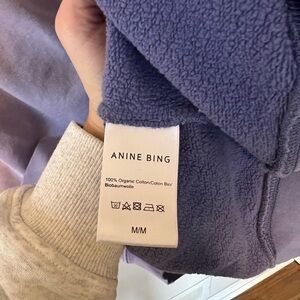 ANINE BING
100% Organic Cotton/Coton Bio/
Biobaumwolle
M/M